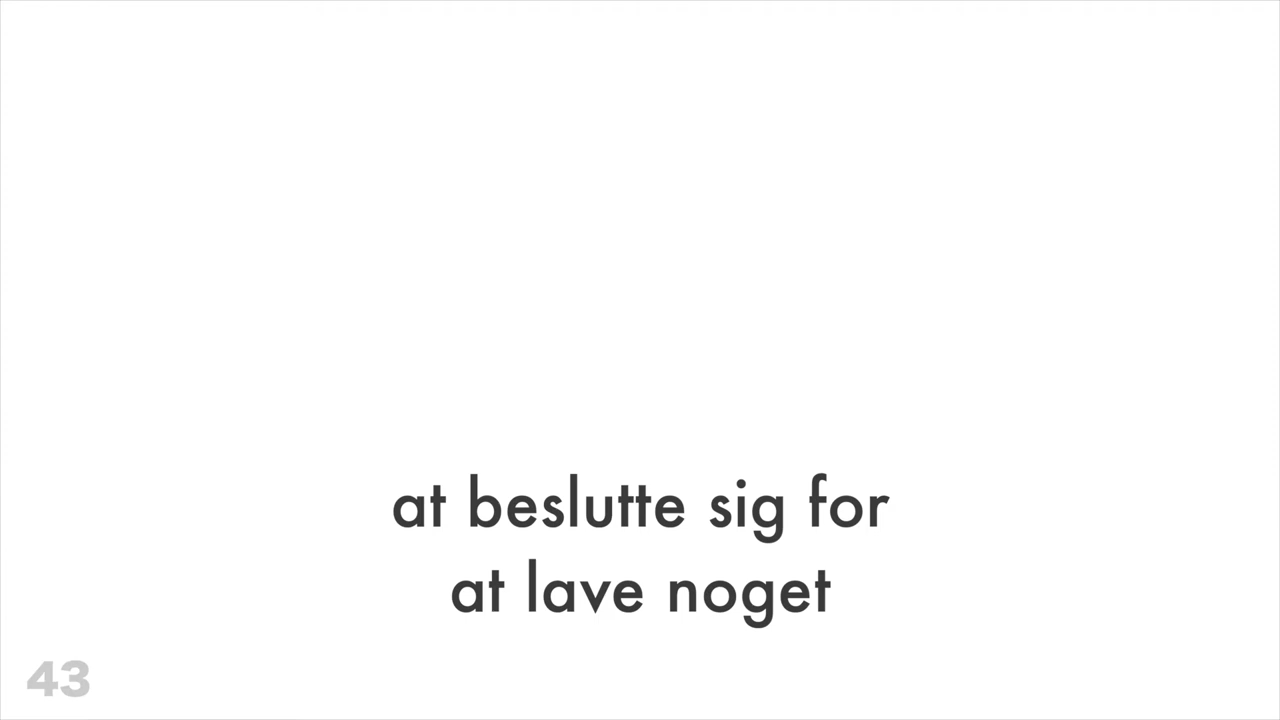 at beslutte sig for
at lave noget
43